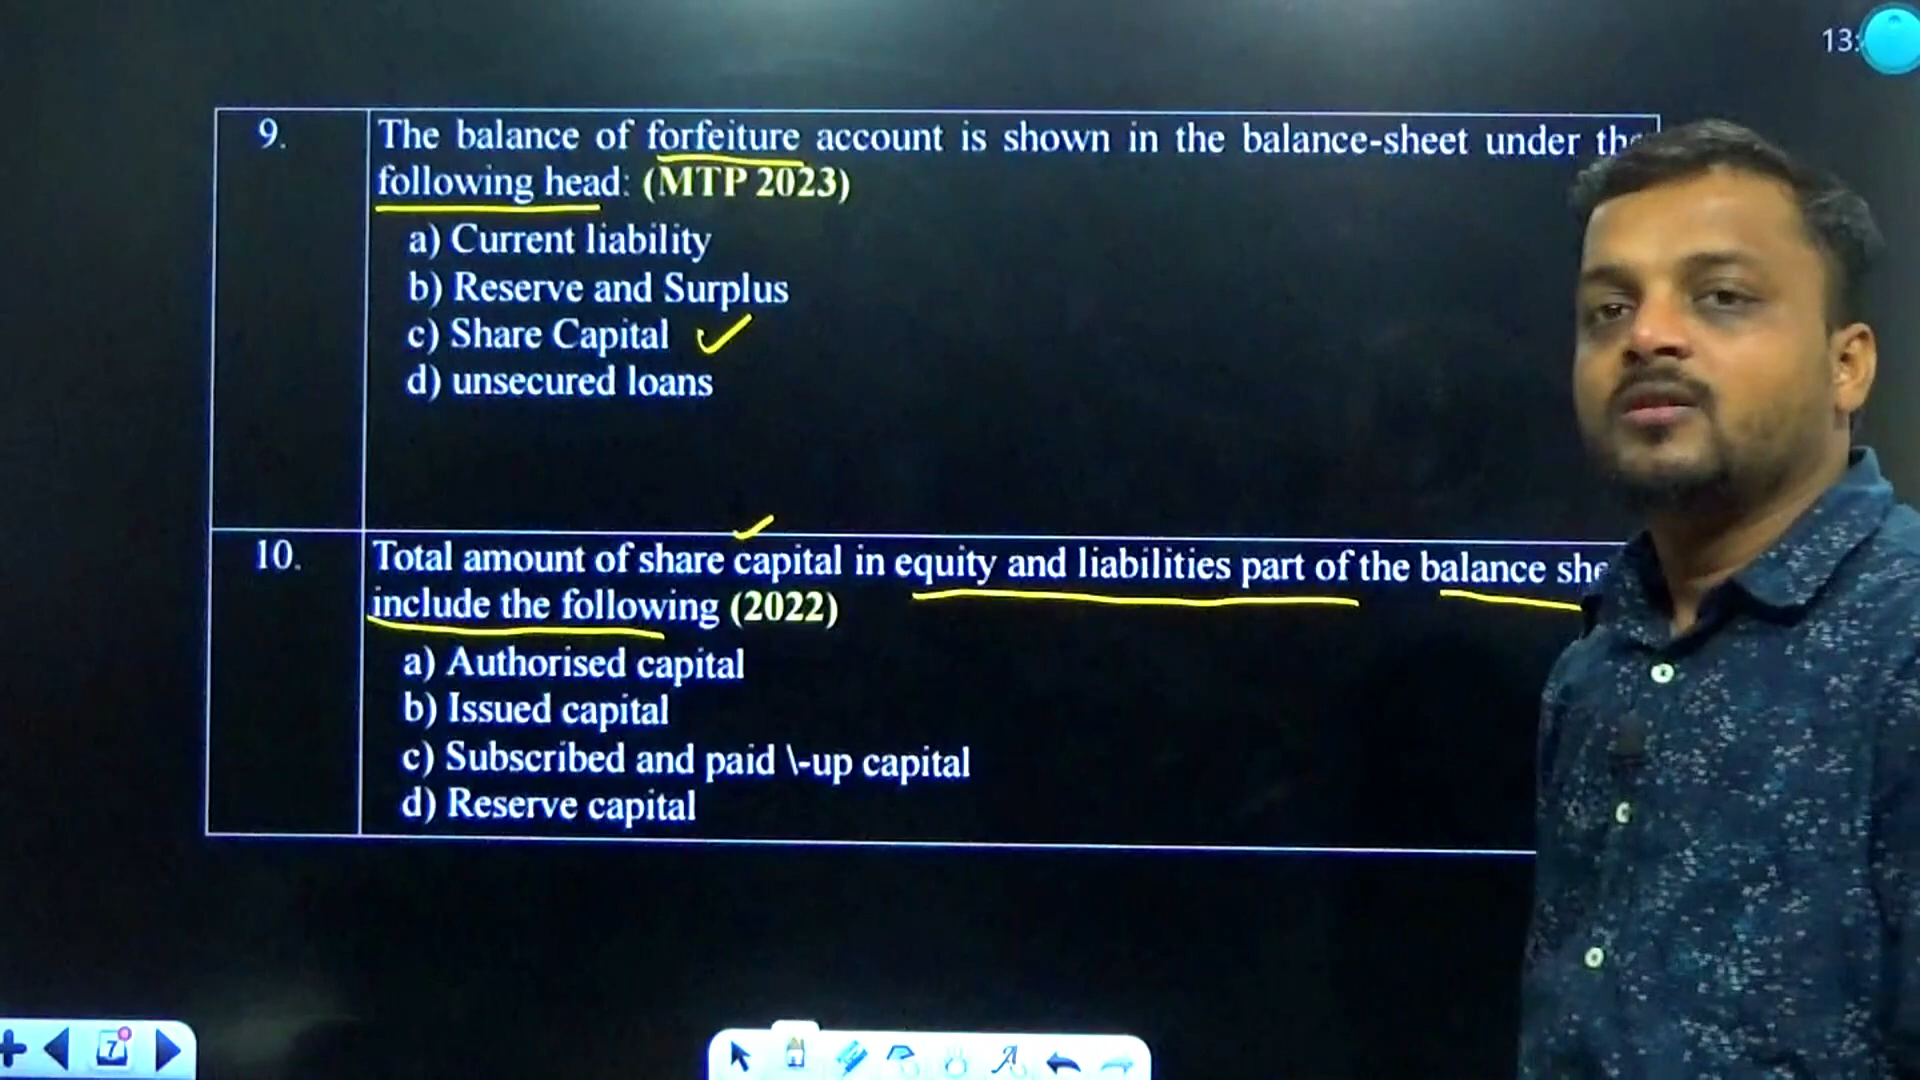 13:
9.
The balance of forfeiture account is shown in the balance-sheet under the
following head: (MTP 2023)
a) Current liability
b) Reserve and Surplus
c) Share Capital
d) unsecured loans
10.
Total amount of share capital in equity and liabilities part of the balance she
include the following (2022)
a) Authorised capital
b) Issued capital
c) Subscribed and paid \-up capital
d) Reserve capital
7